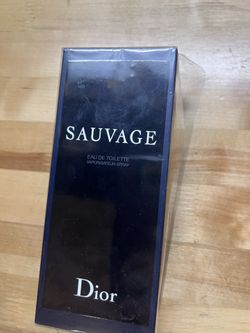 SAUVAGE
EAU DE TOILETTE
VAPORISATEUR-SPRAY
Dior